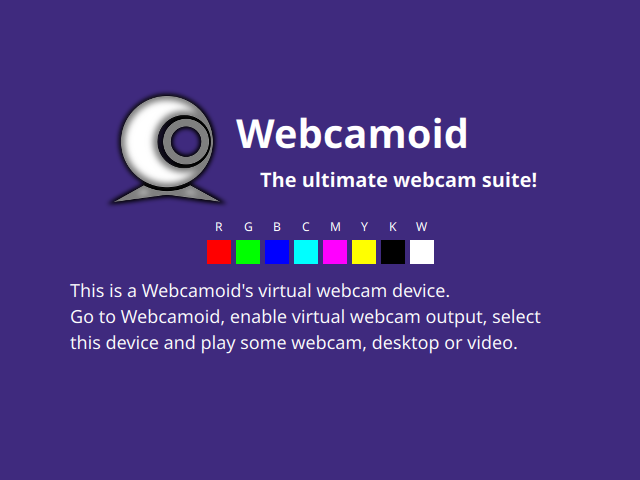 Webcamoid
The ultimate webcam suite!
R G B C M Y K W
This is a Webcamoid's virtual webcam device.
Go to Webcamoid, enable virtual webcam output, select
this device and play some webcam, desktop or video.